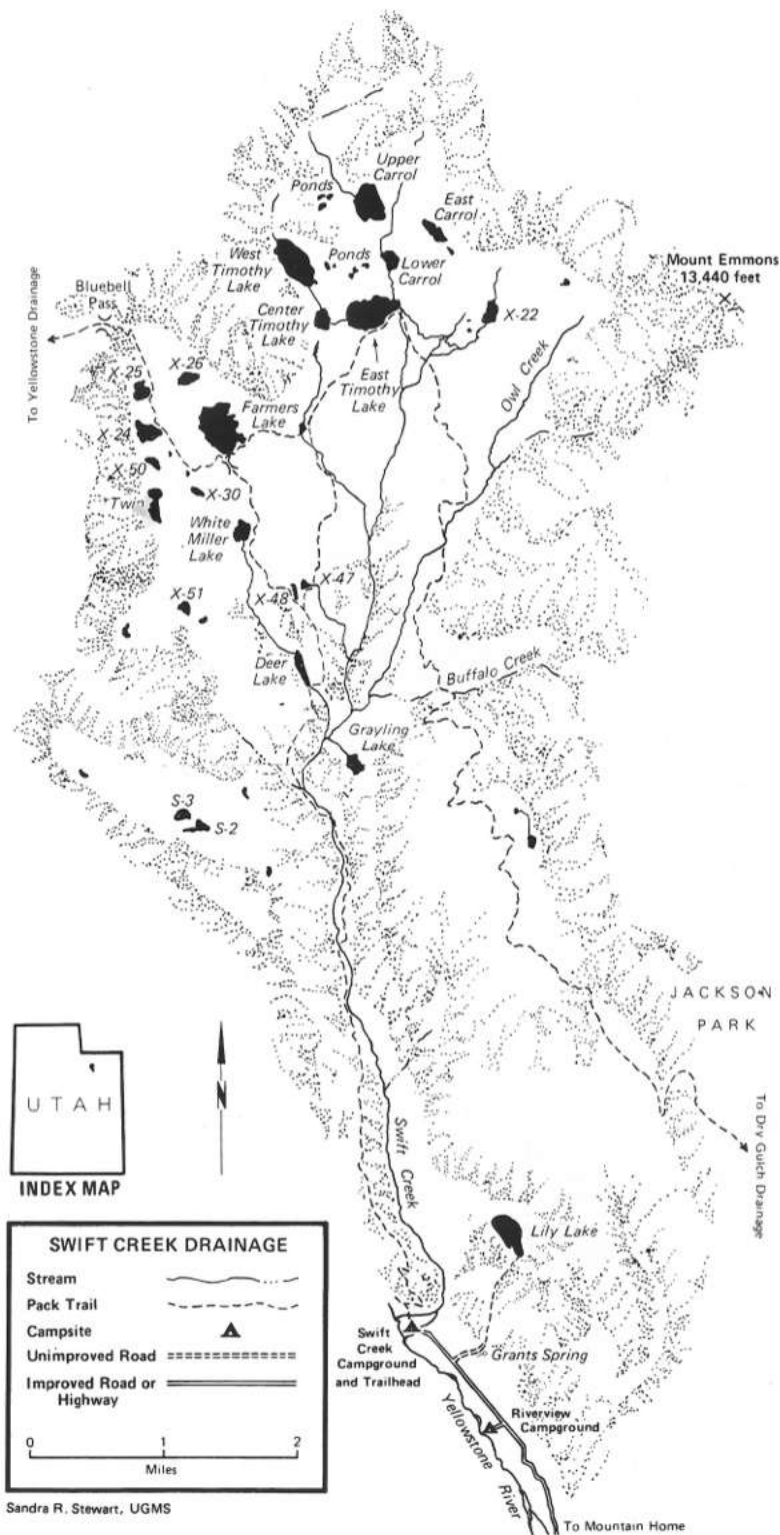 Upper
Carrol
Ponds
East
Carrol
West
Timothy
Lake
Ponds
Lower
Carrol
Mount Emmons
13,440 feet
Bluebell
Pass
To Yellowstone Drainage
Center
Timothy
Lake
X-22
East
Timothy
Lake
Owl Creek
X-25
X-26
Farmers
Lake
X-24
X-50
X-30
Twin
White
Miller
Lake
X-47
X-48
X-51
Deer
Lake
Buffalo Creek
Grayling
Lake
S-3
S-2
JACKSON
PARK
UTAH
N
INDEX MAP
To Dry Gulch Drainage
Swift Creek
Lily Lake
SWIFT CREEK DRAINAGE
Stream
Pack Trail
Campsite
Unimproved Road
Improved Road or
Highway
0 1 2
Miles
Swift
Creek
Campground
and Trailhead
Grants Spring
Yellowstone
River
Riverview
Campground
To Mountain Home
Sandra R. Stewart, UGMS